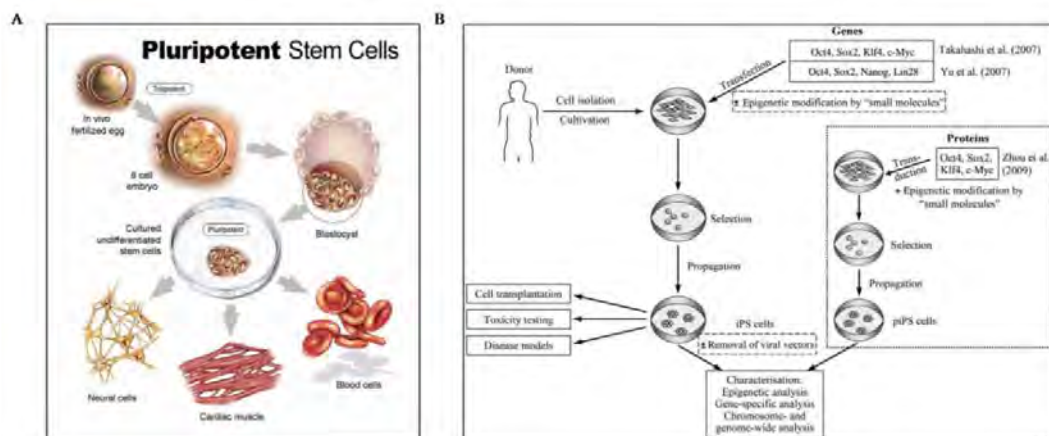 A
Pluripotent Stem Cells
Totipotent
In vivo
fertilized egg
8 cell
embryo
Blastocyst
Cultured
undifferentiated
stem cells
Pluripotent
Neural cells
Cardiac muscle
Blood cells
B
Genes
Donor
Cell isolation
Cultivation
Transfection
Oct4, Sox2, Klf4, c-Myc
Takahashi et al. (2007)
Oct4, Sox2, Nanog, Lin28
Yu et al. (2007)
± Epigenetic modification by "small molecules"
Selection
Propagation
iPS cells
± Removal of viral vectors
Cell transplantation
Toxicity testing
Disease models
Proteins
Trans-
duction
Oct4, Sox2,
Klf4, c-Myc
Zhou et al.
(2009)
+ Epigenetic modification by
"small molecules"
Selection
Propagation
piPS cells
Characterisation:
Epigenetic analysis
Gene-specific analysis
Chromosome- and
genome-wide analysis